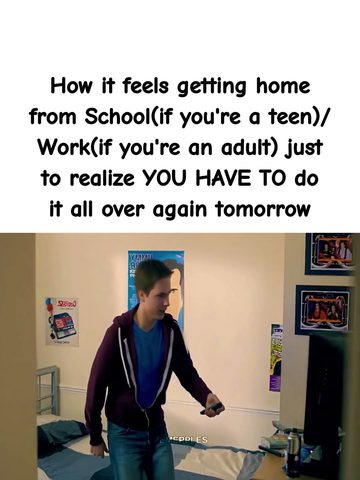 How it feels getting home
from School(if you're a teen)/
Work(if you're an adult) just
to realize YOU HAVE TO do
it all over again tomorrow
YUMI